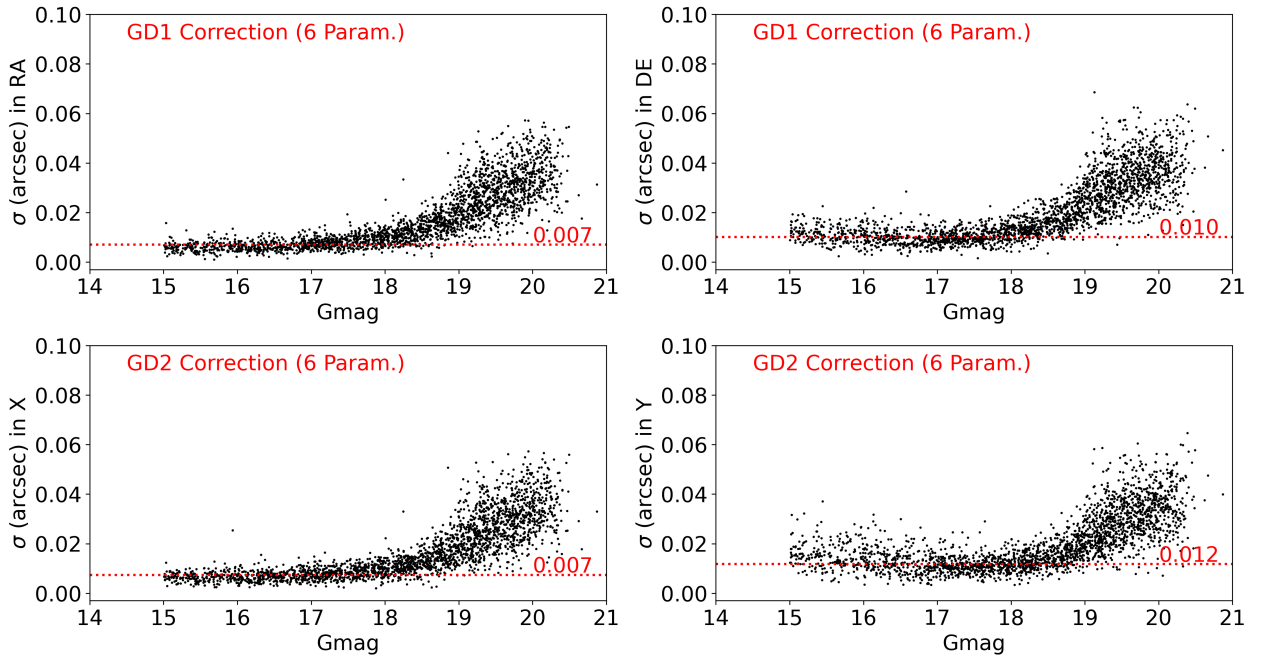 GD1 Correction (6 Param.)
σ (arcsec) in RA
0.10
0.08
0.06
0.04
0.02
0.00
0.007
14 15 16 17 18 19 20 21
Gmag
GD1 Correction (6 Param.)
σ (arcsec) in DE
0.10
0.08
0.06
0.04
0.02
0.00
0.010
14 15 16 17 18 19 20 21
Gmag
GD2 Correction (6 Param.)
σ (arcsec) in X
0.10
0.08
0.06
0.04
0.02
0.00
0.007
14 15 16 17 18 19 20 21
Gmag
GD2 Correction (6 Param.)
σ (arcsec) in Y
0.10
0.08
0.06
0.04
0.02
0.00
0.012
14 15 16 17 18 19 20 21
Gmag